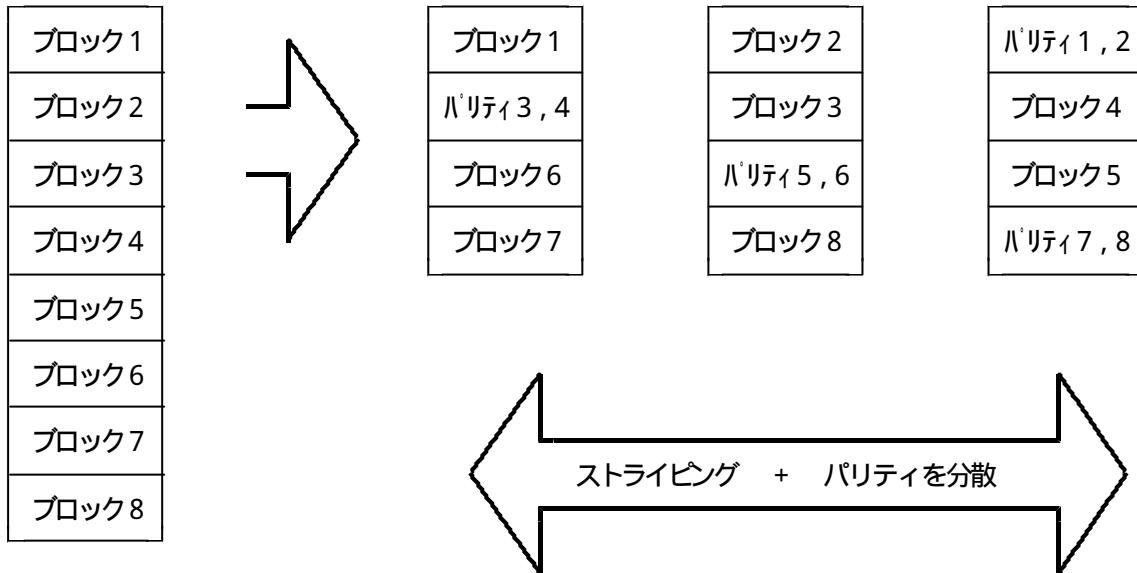 ブロック1
ブロック2
ブロック3
ブロック4
ブロック5
ブロック6
ブロック7
ブロック8
ブロック1
ﾊﾟﾘﾃｨ3 , 4
ブロック6
ブロック7
ブロック2
ブロック3
ﾊﾟﾘﾃｨ5 , 6
ブロック8
ﾊﾟﾘﾃｨ1 , 2
ブロック4
ブロック5
ﾊﾟﾘﾃｨ7 , 8
ストライピング + パリティを分散